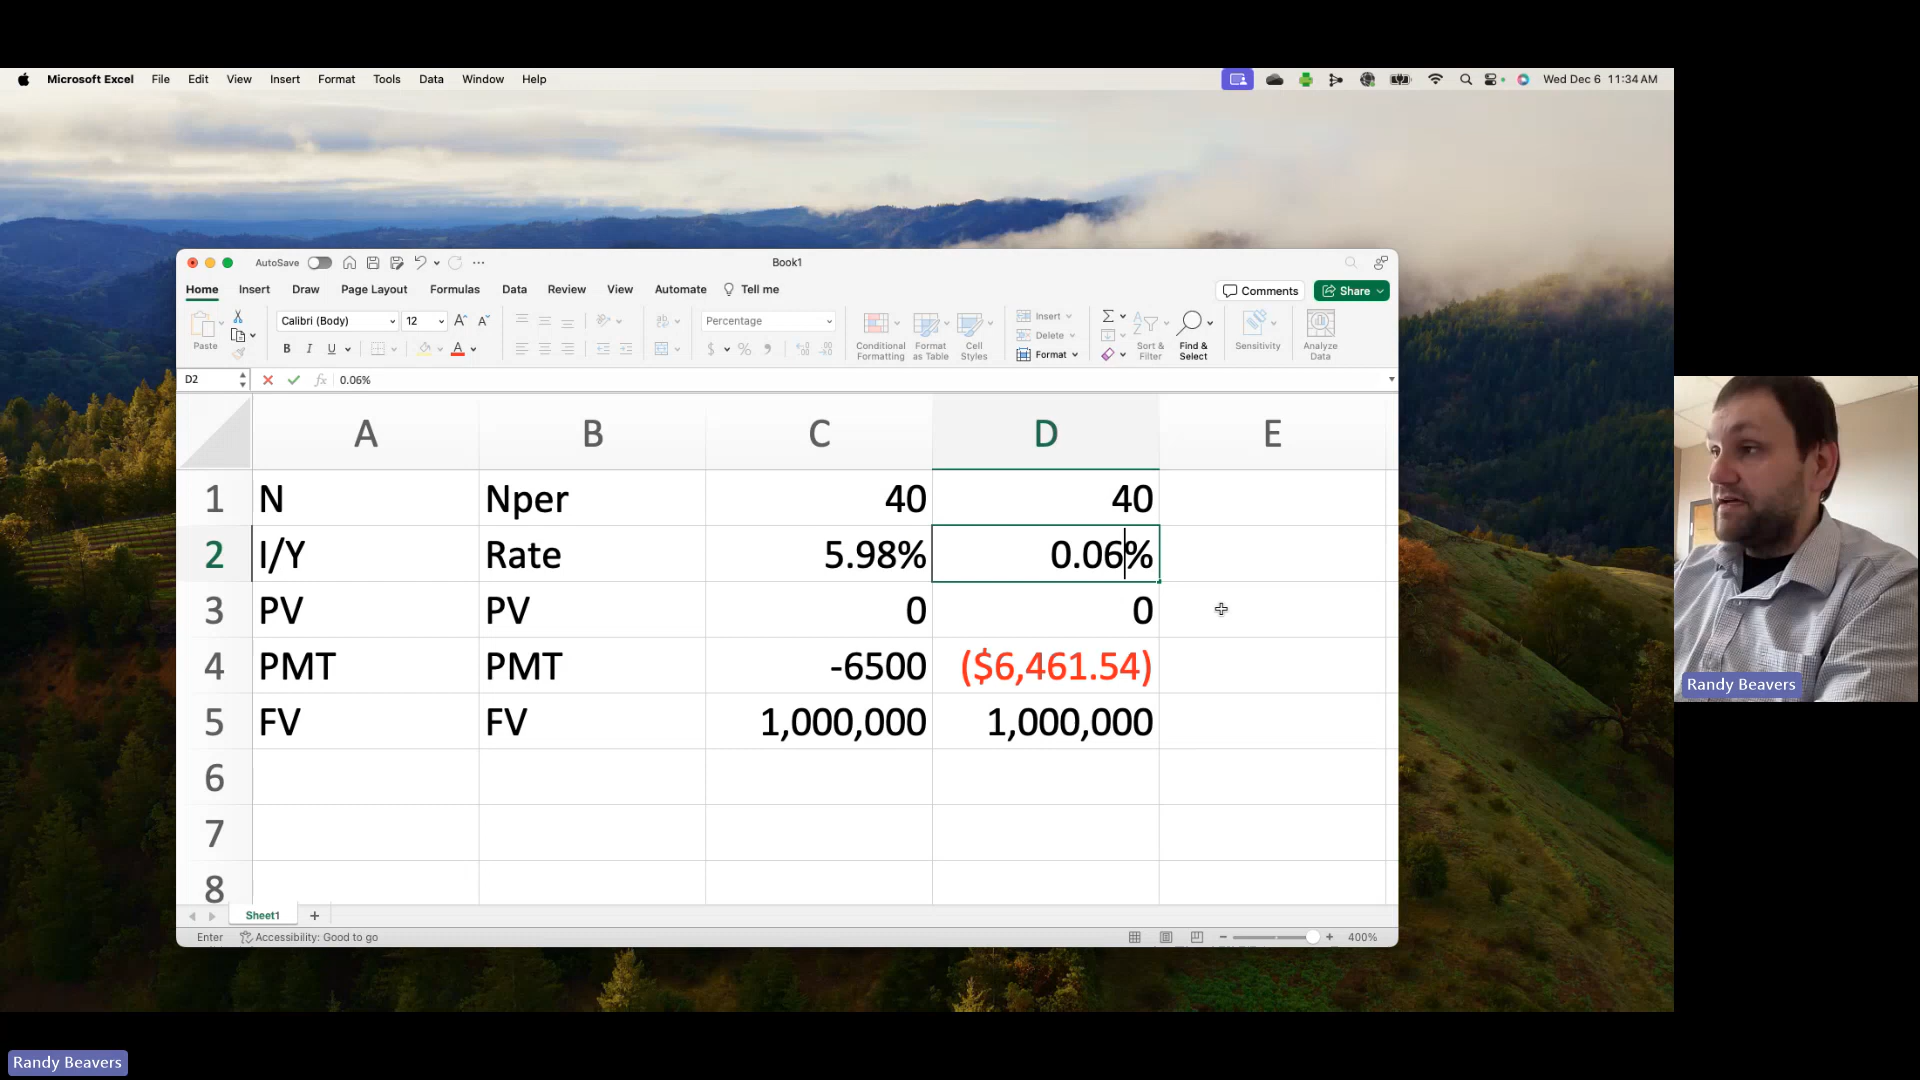 Microsoft Excel File Edit View Insert Format Tools Data Window Help Wed Dec 6 11:34 AM
AutoSave Book1
Home Insert Draw Page Layout Formulas Data Review View Automate Tell me Comments Share
Paste Calibri (Body) 12 A A Percentage Conditional Formatting Format as Table Cell Styles Insert Delete Format Sort & Filter Find & Select Sensitivity Analyze Data
B I U A $ % ,
D2 fx 0.06%
A B C D E
1 N Nper 40 40
2 I/Y Rate 5.98% 0.06%
3 PV PV 0 0
4 PMT PMT -6500 ($6,461.54)
5 FV FV 1,000,000 1,000,000
6
7
8
Sheet1 +
Enter Accessibility: Good to go 400%
Randy Beavers
Randy Beavers